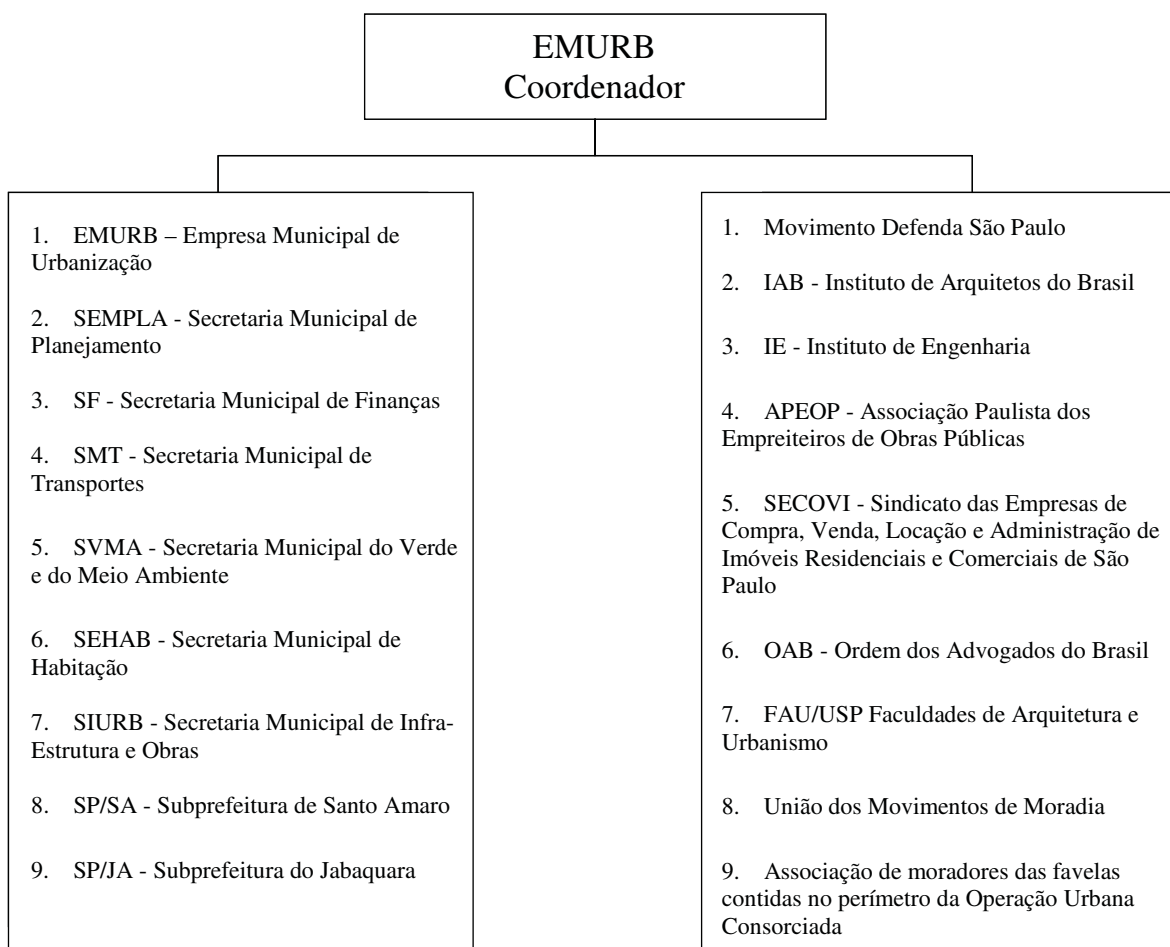 EMURB
Coordenador
1. EMURB – Empresa Municipal de
Urbanização
2. SEMPLA - Secretaria Municipal de
Planejamento
3. SF - Secretaria Municipal de Finanças
4. SMT - Secretaria Municipal de
Transportes
5. SVMA - Secretaria Municipal do Verde
e do Meio Ambiente
6. SEHAB - Secretaria Municipal de
Habitação
7. SIURB - Secretaria Municipal de Infra-
Estrutura e Obras
8. SP/SA - Subprefeitura de Santo Amaro
9. SP/JA - Subprefeitura do Jabaquara
1. Movimento Defenda São Paulo
2. IAB - Instituto de Arquitetos do Brasil
3. IE - Instituto de Engenharia
4. APEOP - Associação Paulista dos
Empreiteiros de Obras Públicas
5. SECOVI - Sindicato das Empresas de
Compra, Venda, Locação e Administração de
Imóveis Residenciais e Comerciais de São
Paulo
6. OAB - Ordem dos Advogados do Brasil
7. FAU/USP Faculdades de Arquitetura e
Urbanismo
8. União dos Movimentos de Moradia
9. Associação de moradores das favelas
contidas no perímetro da Operação Urbana
Consorciada